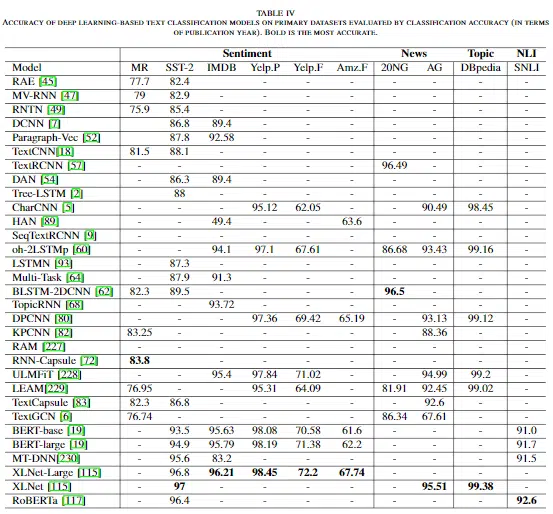 TABLE IV
ACCURACY OF DEEP LEARNING-BASED TEXT CLASSIFICATION MODELS ON PRIMARY DATASETS EVALUATED BY CLASSIFICATION ACCURACY (IN TERMS
OF PUBLICATION YEAR). BOLD IS THE MOST ACCURATE.
Sentiment News Topic NLI
Model MR SST-2 IMDB Yelp.P Yelp.F Amz.F 20NG AG DBpedia SNLI
RAE [45] 77.7 82.4 - - - - - - - -
MV-RNN [47] 79 82.9 - - - - - - - -
RNTN [49] 75.9 85.4 - - - - - - - -
DCNN [7] 86.8 89.4 - - - - - - -
Paragraph-Vec [52] 87.8 92.58 - - - - - - -
TextCNN[18] 81.5 88.1 - - - - - - - -
TextRCNN [57] - - - - - - 96.49 - - -
DAN [54] - 86.3 89.4 - - - - - - -
Tree-LSTM [2] - 88 - - - - - - - -
CharCNN [5] - - - 95.12 62.05 - - 90.49 98.45 -
HAN [89] - - 49.4 - - 63.6 - - - -
SeqTextRCNN [9] - - - - - - - - - -
oh-2LSTMp [60] - - 94.1 97.1 67.61 - 86.68 93.43 99.16 -
LSTMN [93] - 87.3 - - - - - - - -
Multi-Task [64] - 87.9 91.3 - - - - - - -
BLSTM-2DCNN [62] 82.3 89.5 - - - - 96.5 - - -
TopicRNN [68] - - 93.72 - - - - - - -
DPCNN [80] - - - 97.36 69.42 65.19 - 93.13 99.12 -
KPCNN [82] 83.25 - - - - - - 88.36 - -
RAM [227] - - - - - - - - - -
RNN-Capsule [72] 83.8 - - - - - - - - -
ULMFiT [228] - - 95.4 97.84 71.02 - - 94.99 99.2 -
LEAM[229] 76.95 - - 95.31 64.09 - 81.91 92.45 99.02 -
TextCapsule [83] 82.3 86.8 - - - - - 92.6 - -
TextGCN [6] 76.74 - - - - - 86.34 67.61 - -
BERT-base [19] - 93.5 95.63 98.08 70.58 61.6 - - - 91.0
BERT-large [19] - 94.9 95.79 98.19 71.38 62.2 - - - 91.7
MT-DNN[230] - 95.6 83.2 - - - - - - 91.5
XLNet-Large [115] - 96.8 96.21 98.45 72.2 67.74 - - - -
XLNet [115] - 97 - - - - - 95.51 99.38 -
RoBERTa [117] - 96.4 - - - - - - - 92.6